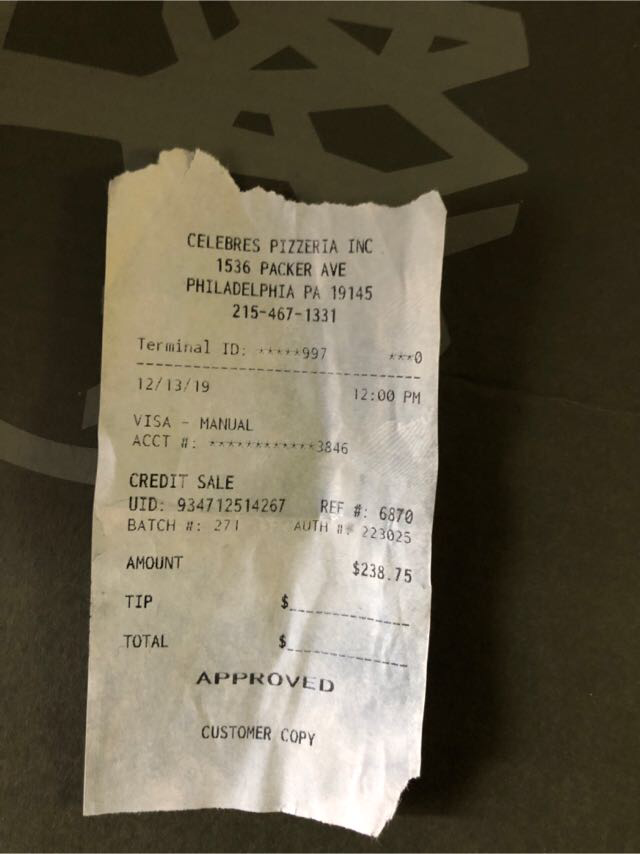 CELEBRES PIZZERIA INC
1536 PACKER AVE
PHILADELPHIA PA 19145
215-467-1331
Terminal ID: *****997 ***0
12/13/19 12:00 PM
VISA - MANUAL
ACCT #: ************3846
CREDIT SALE
UID: 934712514267 REF #: 6870
BATCH #: 271 AUTH #: 223025
AMOUNT $238.75
TIP $
TOTAL $
APPROVED
CUSTOMER COPY